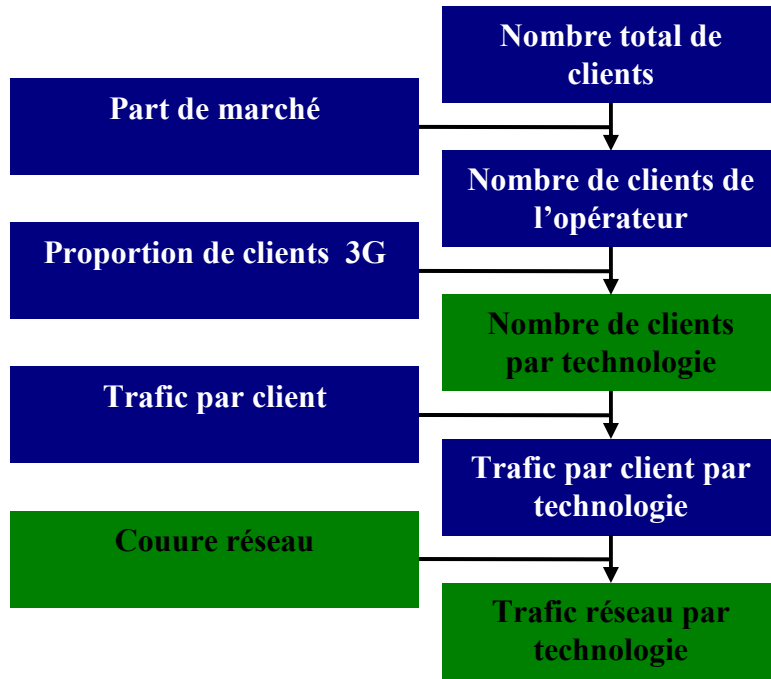 Nombre total de
clients
Part de marché
Nombre de clients de
l’opérateur
Proportion de clients 3G
Nombre de clients
par technologie
Trafic par client
Trafic par client par
technologie
Couure réseau
Trafic réseau par
technologie